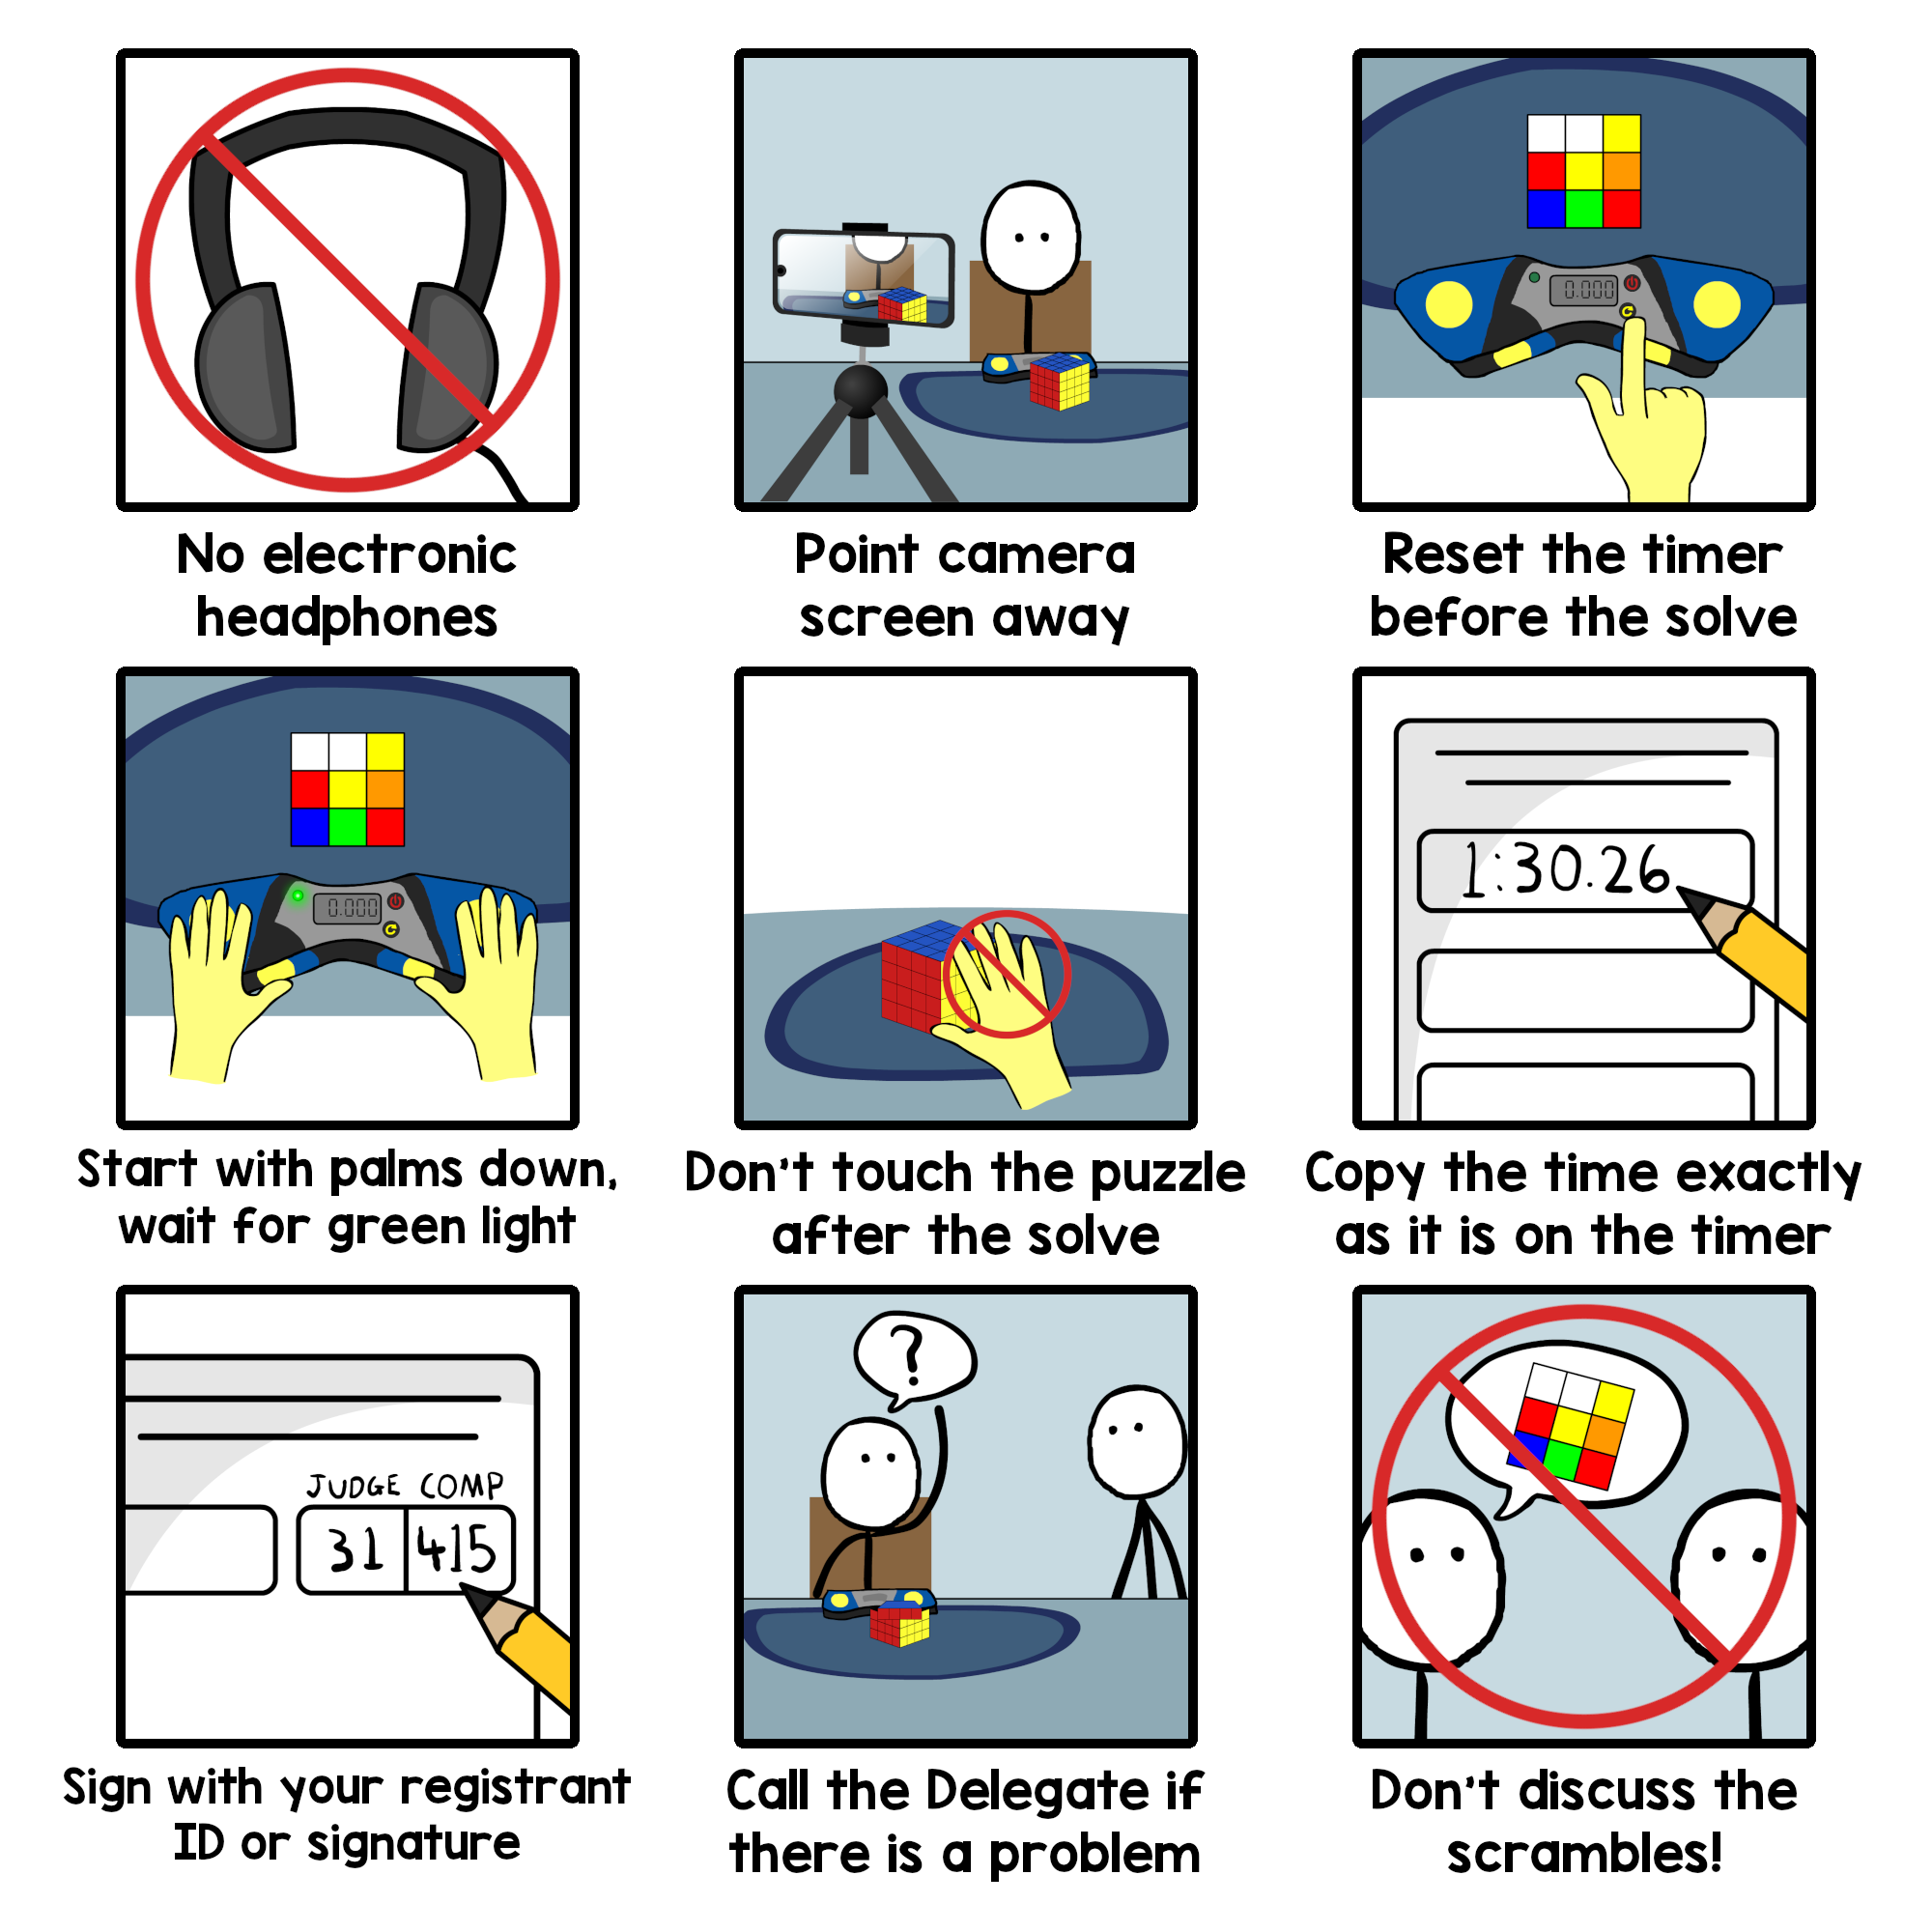 No electronic
headphones
Point camera
screen away
0.000
Reset the timer
before the solve
0.000
Start with palms down,
wait for green light
Don't touch the puzzle
after the solve
1:30.26
Copy the time exactly
as it is on the timer
JUDGE COMP
31 415
Sign with your registrant
ID or signature
?
Call the Delegate if
there is a problem
Don't discuss the
scrambles!